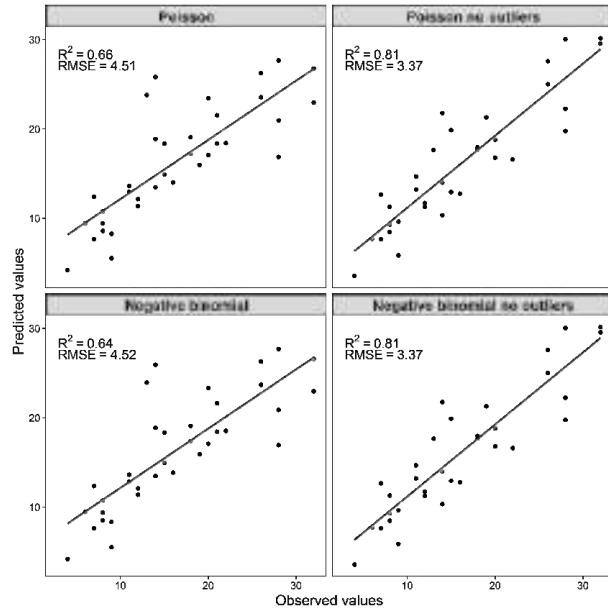 Poisson
Poisson no outliers
R² = 0.66
RMSE = 4.51
R² = 0.81
RMSE = 3.37
30
20
10
Negative binomial
Negative binomial no outliers
R² = 0.64
RMSE = 4.52
R² = 0.81
RMSE = 3.37
30
20
10
Predicted values
10 20 30 10 20 30
Observed values